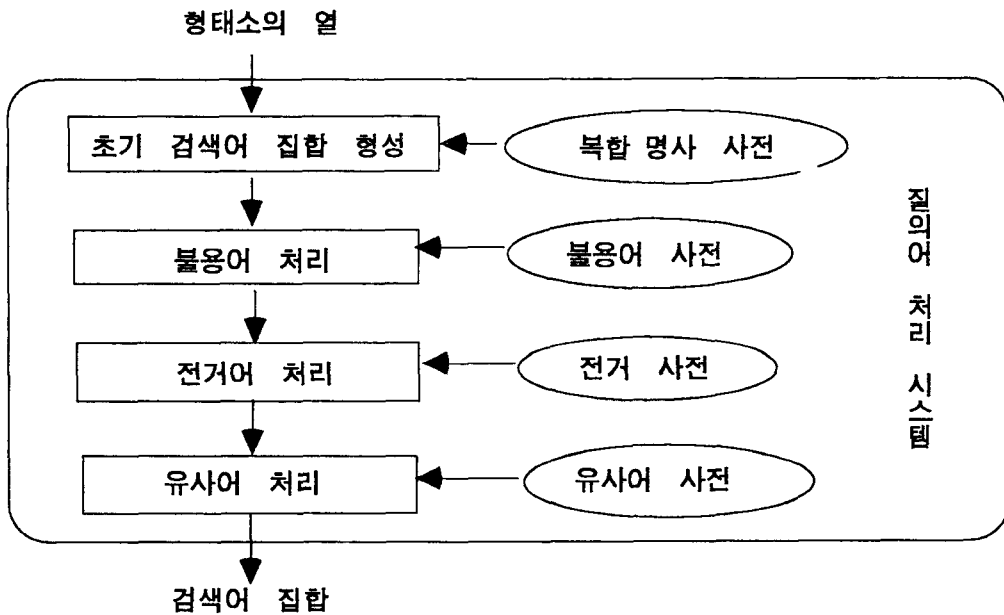 형태소의 열
초기 검색어 집합 형성
복합 명사 사전
불용어 처리
불용어 사전
전거어 처리
전거 사전
유사어 처리
유사어 사전
질의어 처리 시스템
검색어 집합